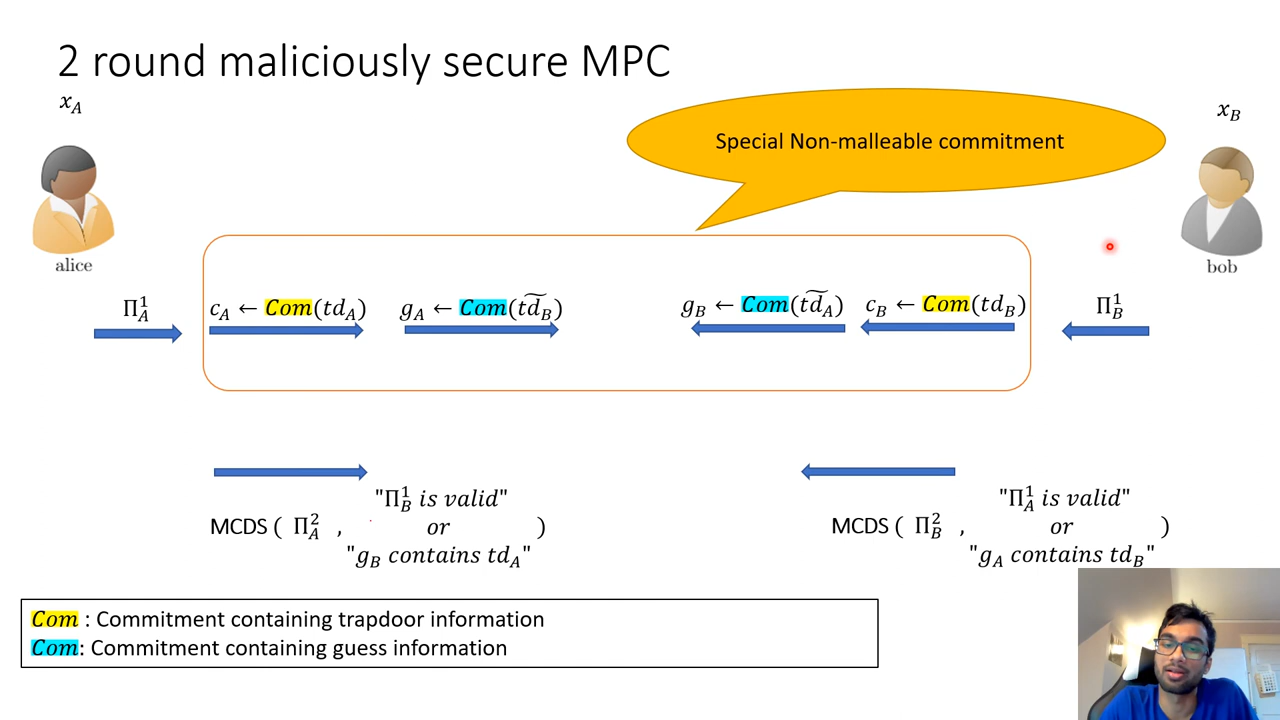 2 round maliciously secure MPC
x_A
x_B
Special Non-malleable commitment
alice
bob
Π_A^1
c_A ← Com(td_A)
g_A ← Com(t̃d_B)
g_B ← Com(t̃d_A)
c_B ← Com(td_B)
Π_B^1
"Π_B^1 is valid"
MCDS ( Π_A^2 , or )
"g_B contains td_A"
"Π_A^1 is valid"
MCDS ( Π_B^2 , or )
"g_A contains td_B"
Com : Commitment containing trapdoor information
Com: Commitment containing guess information